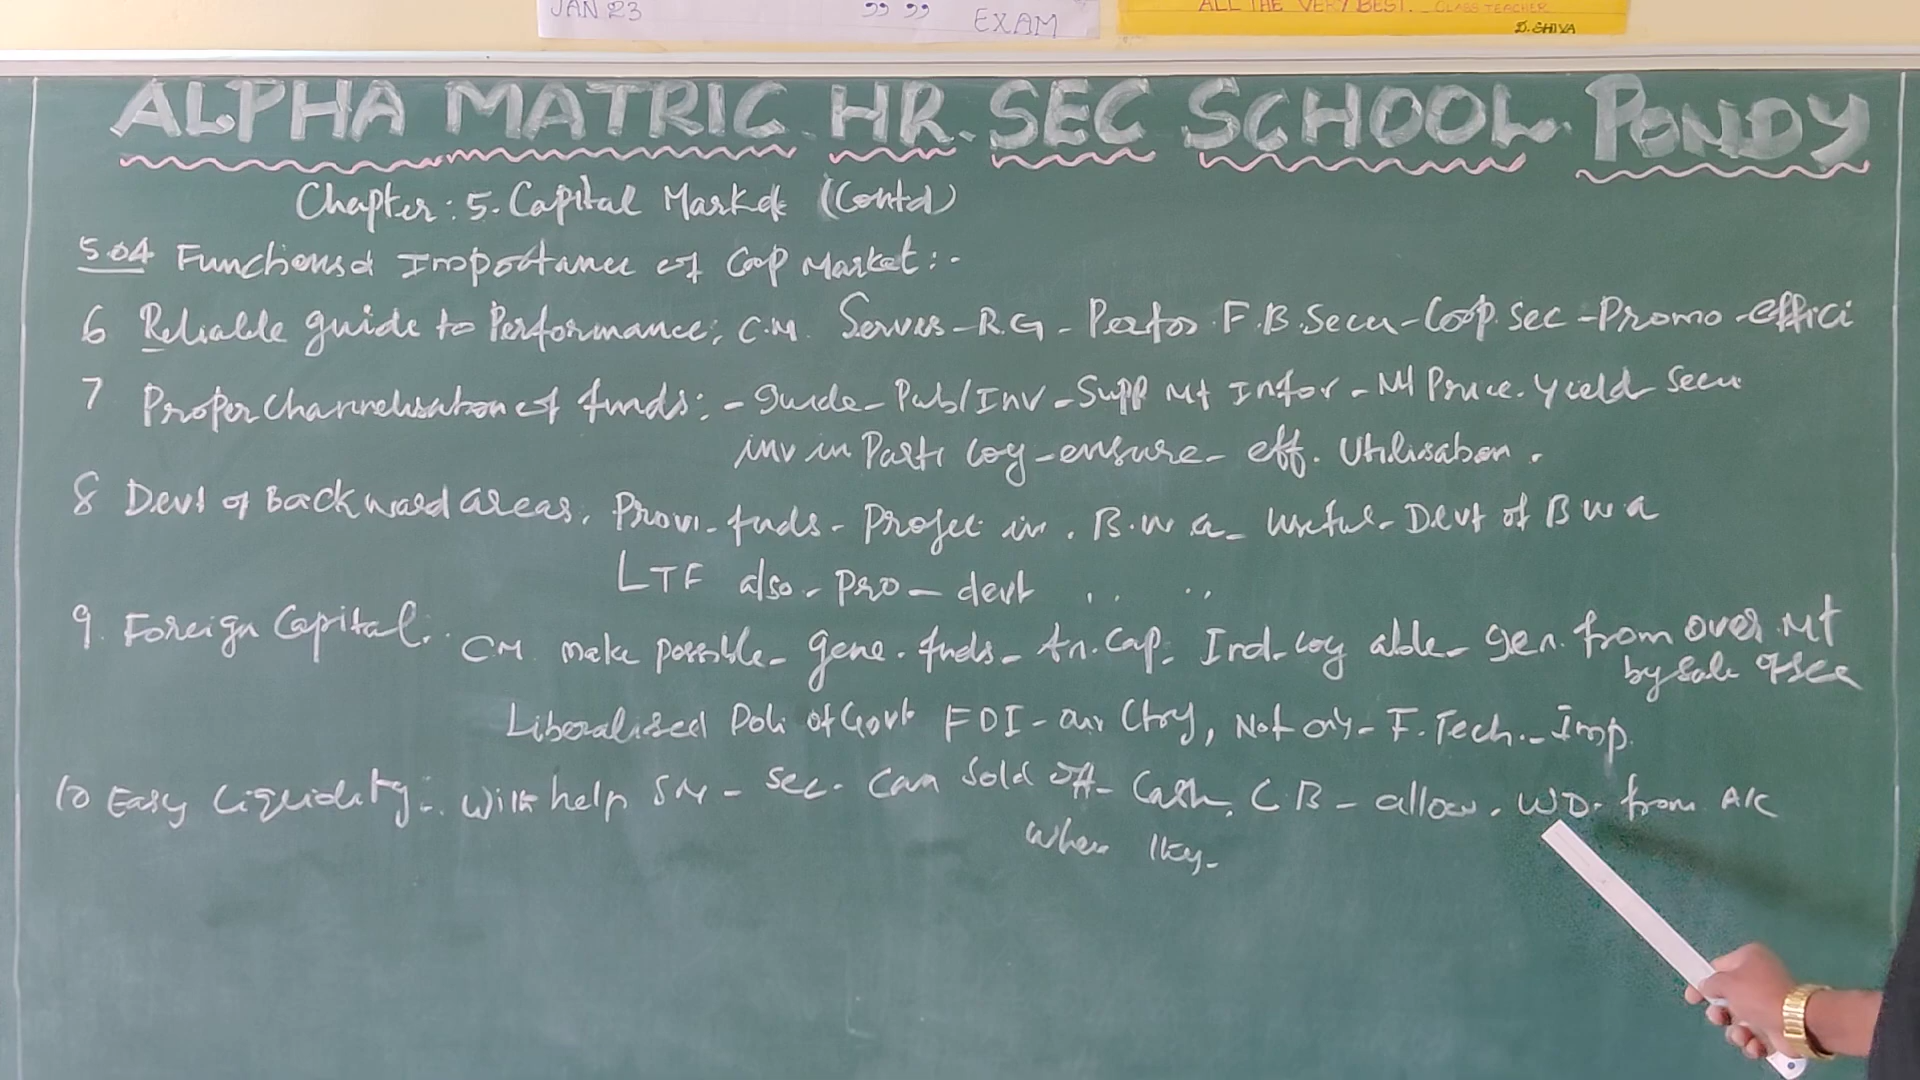 JAN 23 ,, ,, EXAM
ALL THE VERY BEST. CLASS TEACHER
D. SHIVA
ALPHA MATRIC. HR. SEC SCHOOL. PONDY
Chapter: 5. Capital Market (Contd)
5.04 Functions & Importance of Cap Market:-
6 Reliable guide to Performance: C.M. Serves - R.G - Perfor F.B. Secu - Corp. Sec - Promo - effici
7 Proper Channelisation of funds: - guide - Pub/Inv - Supp Mt Infor - Ml Price. Yield Secu
inv in Parti Coy - ensure - eff. Utilisation.
8 Devt of Backward areas. Provi. funds - Projec in. B.w a - Useful - Devt of B w a
LTF also - Pro - devt ,, ,,
9. Foreign Capital. C M make possible - gene. funds - fn. Cap. Ind. Coy able - gen. from over Mt
by sale of sec
Liberalised Poli of Govt FDI - our Ctry, Not only - F. Tech. - Imp.
10 Easy Liquidity: With help SM - Sec. Can Sold off - Cash. C B - allow. WD. from A/c
When they -